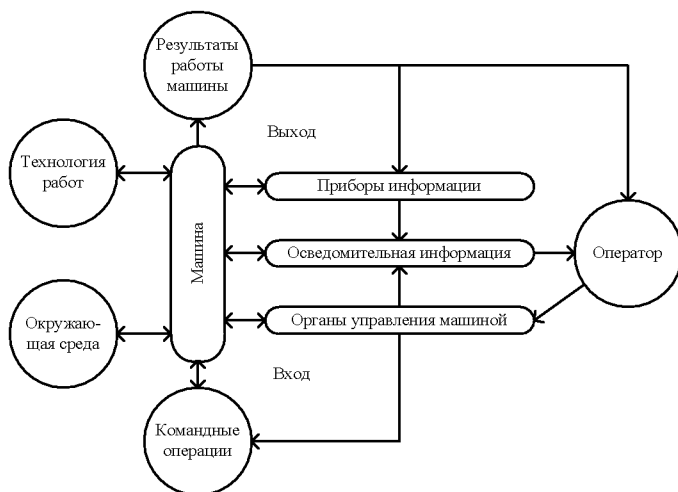 Результаты
работы
машины
Выход
Технология
работ
Приборы информации
Машина
Осведомительная информация
Оператор
Окружаю-
щая среда
Органы управления машиной
Вход
Командные
операции